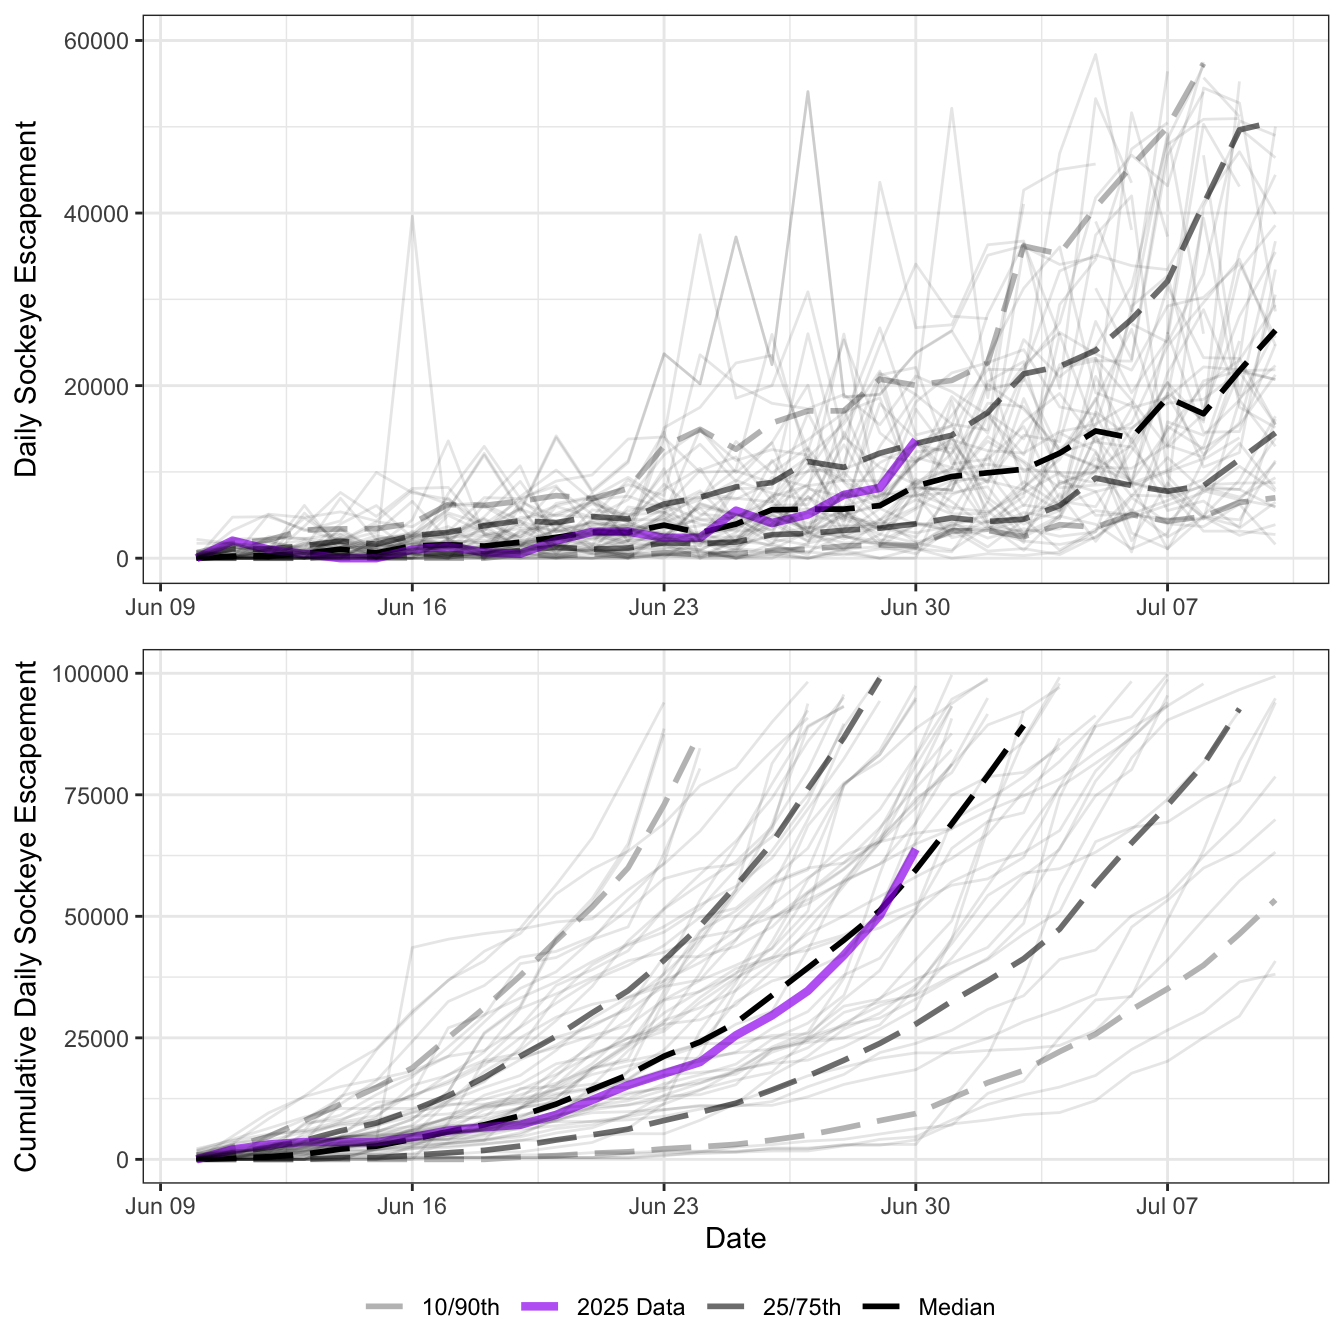 Daily Sockeye Escapement
60000
40000
20000
0
Jun 09 Jun 16 Jun 23 Jun 30 Jul 07
Cumulative Daily Sockeye Escapement
100000
75000
50000
25000
0
Jun 09 Jun 16 Jun 23 Jun 30 Jul 07
Date
10/90th 2025 Data 25/75th Median